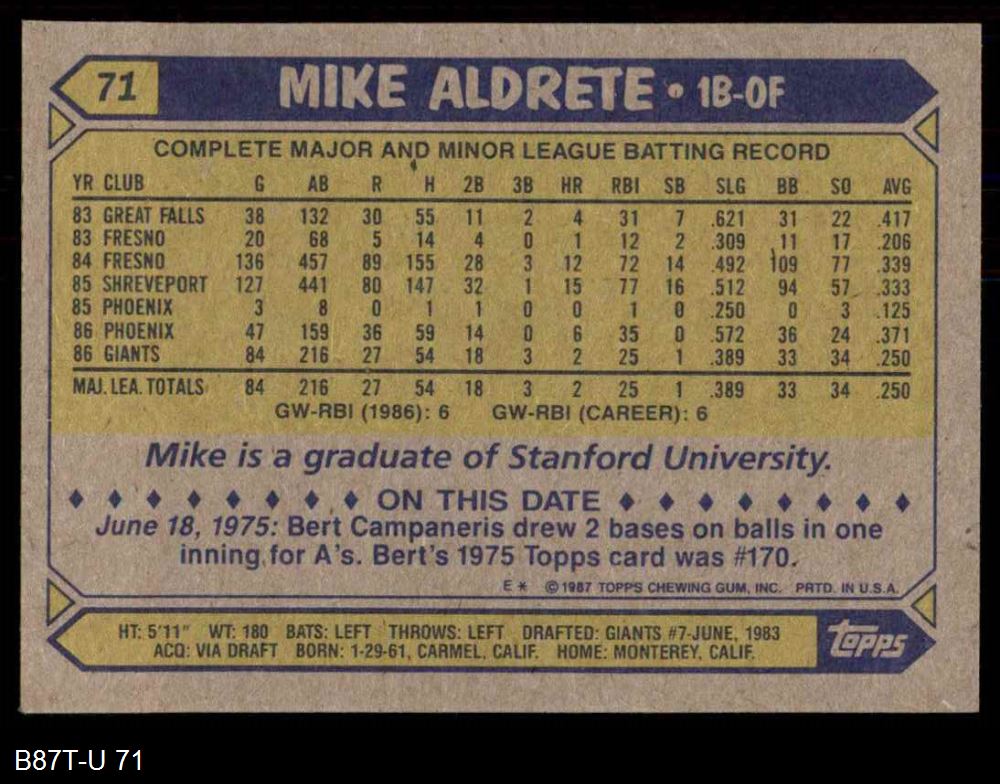 71 MIKE ALDRETE • 1B-OF
COMPLETE MAJOR AND MINOR LEAGUE BATTING RECORD
YR CLUB G AB R H 2B 3B HR RBI SB SLG BB SO AVG
83 GREAT FALLS 38 132 30 55 11 2 4 31 7 .621 31 22 .417
83 FRESNO 20 68 5 14 4 0 1 12 2 .309 11 17 .206
84 FRESNO 136 457 89 155 28 3 12 72 14 .492 109 77 .339
85 SHREVEPORT 127 441 80 147 32 1 15 77 16 .512 94 57 .333
85 PHOENIX 3 8 0 1 1 0 0 1 0 .250 0 3 .125
86 PHOENIX 47 159 36 59 14 0 6 35 0 .572 36 24 .371
86 GIANTS 84 216 27 54 18 3 2 25 1 .389 33 34 .250
MAJ. LEA. TOTALS 84 216 27 54 18 3 2 25 1 .389 33 34 .250
GW-RBI (1986): 6 GW-RBI (CAREER): 6
Mike is a graduate of Stanford University.
♦ ♦ ♦ ♦ ♦ ♦ ♦ ♦ ON THIS DATE ♦ ♦ ♦ ♦ ♦ ♦ ♦ ♦
June 18, 1975: Bert Campaneris drew 2 bases on balls in one
inning for A's. Bert's 1975 Topps card was #170.
E * © 1987 TOPPS CHEWING GUM, INC. PRTD. IN U.S.A.
HT: 5'11" WT: 180 BATS: LEFT THROWS: LEFT DRAFTED: GIANTS #7-JUNE, 1983
ACQ: VIA DRAFT BORN: 1-29-61, CARMEL, CALIF. HOME: MONTEREY, CALIF.
Topps
B87T-U 71